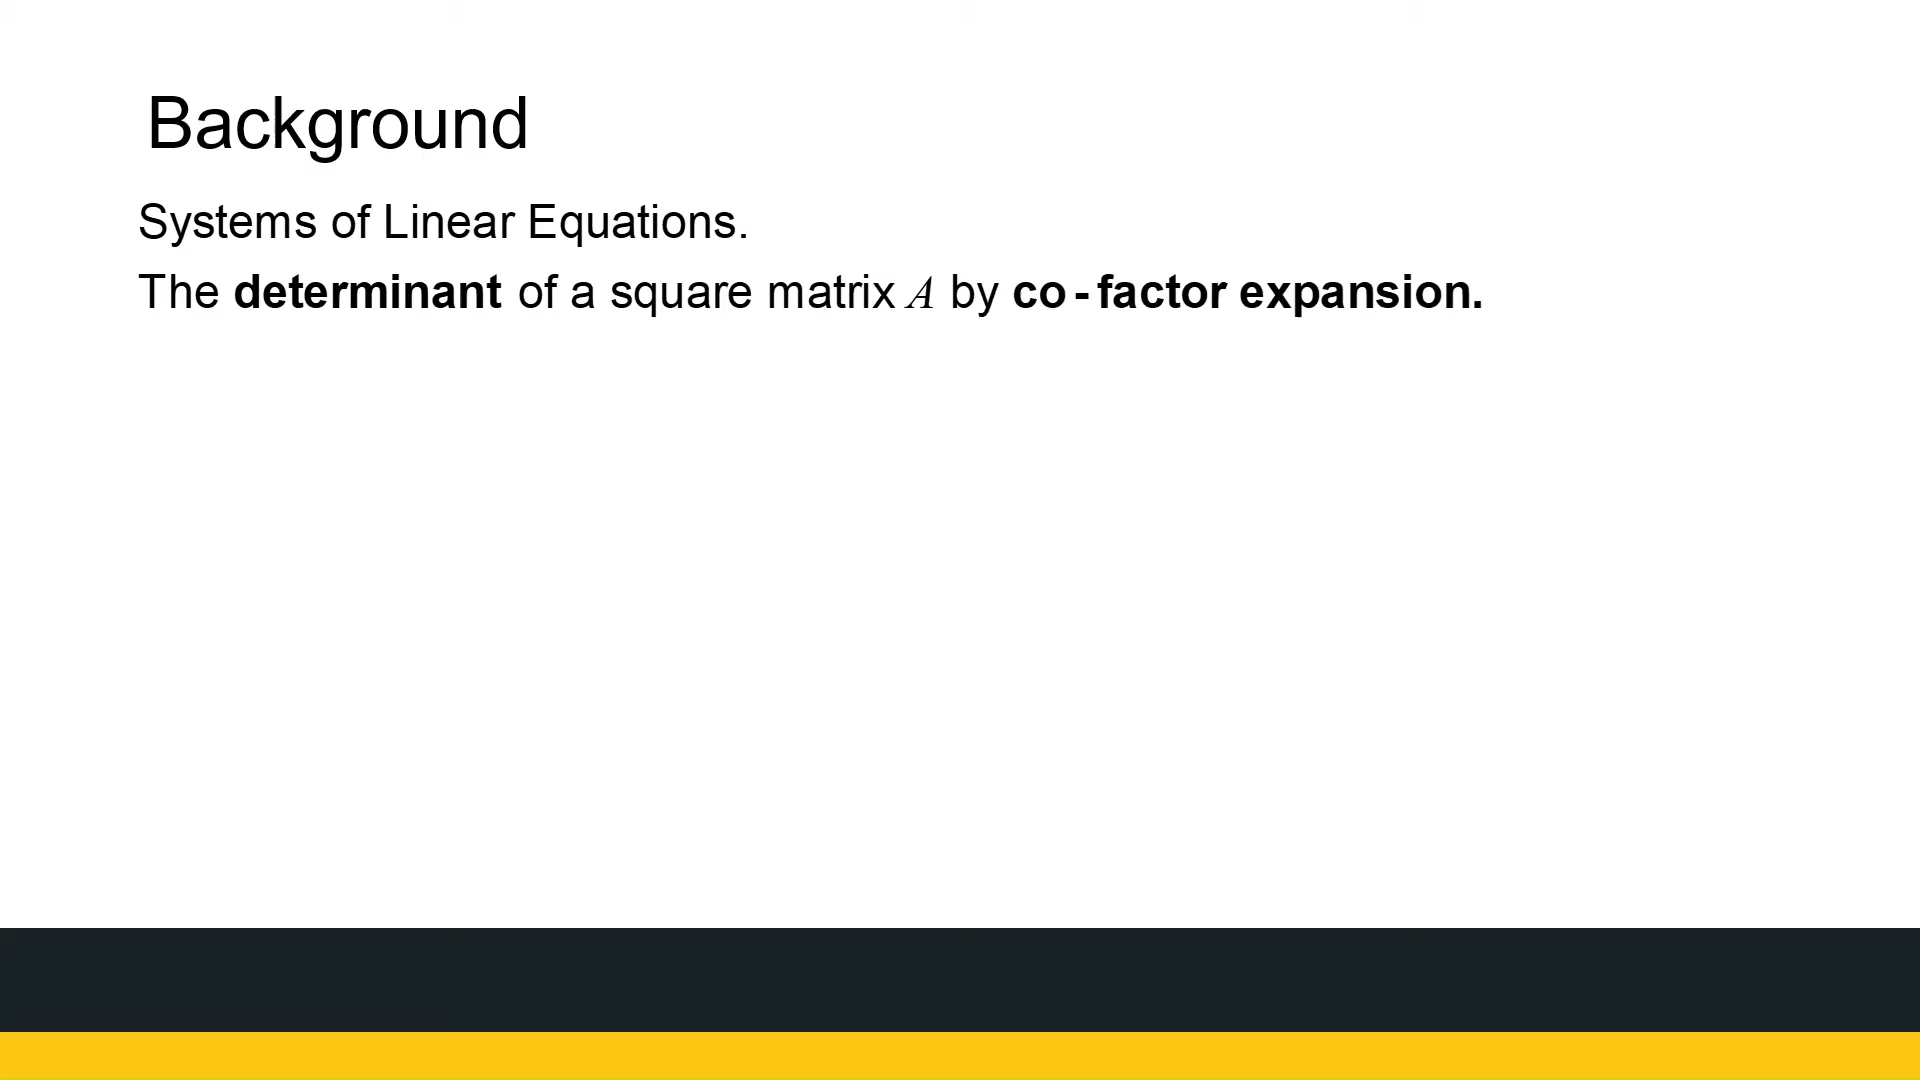 Background
Systems of Linear Equations.
The determinant of a square matrix A by co-factor expansion.